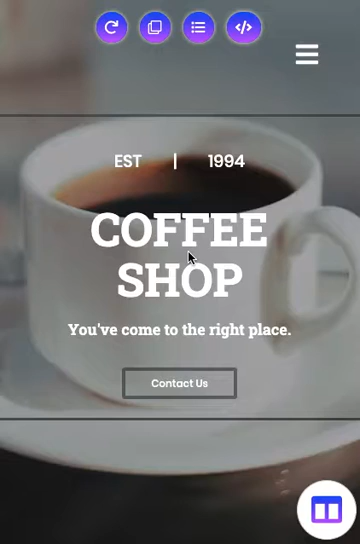 EST | 1994
COFFEE
SHOP
You've come to the right place.
Contact Us